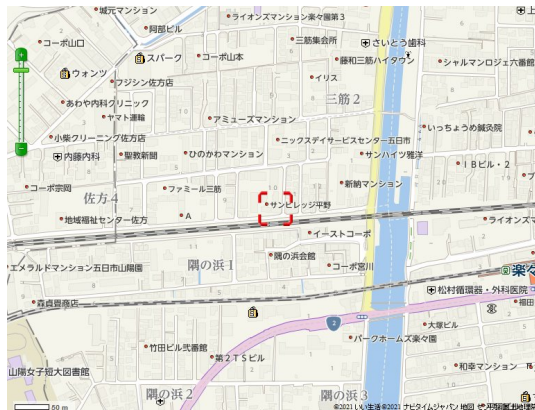 城元マンション
ライオンズマンション楽々園第3
阿部ビル
コーポ山口
三筋集会所
さいとう歯科
スパーク
コーポ山本
藤和三筋ハイタウン
シャルマンロジェ六番館
ウォンツ
フジシン佐方店
イリス
あわや内科クリニック
三筋2
ヤマト運輸
アミューズマンション
いっちょうめ鍼灸院
小柴クリーニング佐方店
ニックスデイサービスセンター五日市
内藤内科
聖教新聞
ひのかわマンション
サンハイツ雅洋
IBビル・2
コーポ宗岡
ファミール三筋
新納マンション
佐方4
サンビレッジ平野
地域福祉センター佐方
A
ライオンズマ
イーストコーポ
隅の浜1
隅の浜会館
エメラルドマンション五日市山陽園
コーポ宮川
楽々
松村循環器・外科医院
森貞畳商店
福田
2
大塚ビル
竹田ビル弐番館
パークホームズ楽々園
第2TSビル
山陽女子短大図書館
和幸マンション
隅の浜2
隅の浜3
50 m